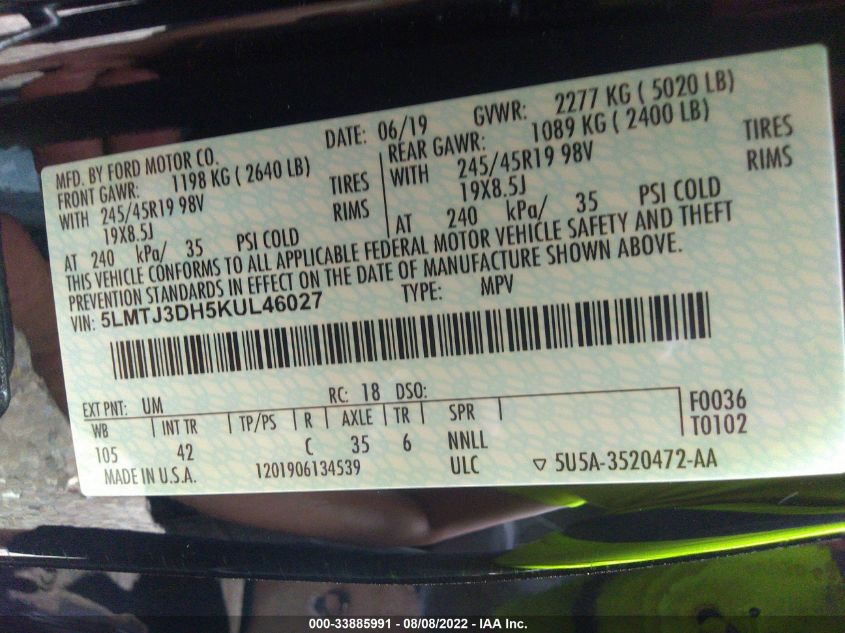 MFD. BY FORD MOTOR CO. DATE: 06/19 GVWR: 2277 KG ( 5020 LB)
FRONT GAWR: 1198 KG ( 2640 LB) REAR GAWR: 1089 KG ( 2400 LB)
WITH 245/45R19 98V TIRES WITH 245/45R19 98V TIRES
19X8.5J RIMS 19X8.5J RIMS
AT 240 kPa/ 35 PSI COLD AT 240 kPa/ 35 PSI COLD
THIS VEHICLE CONFORMS TO ALL APPLICABLE FEDERAL MOTOR VEHICLE SAFETY AND THEFT
PREVENTION STANDARDS IN EFFECT ON THE DATE OF MANUFACTURE SHOWN ABOVE.
VIN: 5LMTJ3DH5KUL46027 TYPE: MPV
EXT PNT: UM RC: 18 DSO: F0036
WB INT TR TP/PS R AXLE TR SPR T0102
105 42 C 35 6 NNLL
MADE IN U.S.A. 1201906134539 ULC ▽ 5U5A-3520472-AA
000-33885991 - 08/08/2022 - IAA Inc.